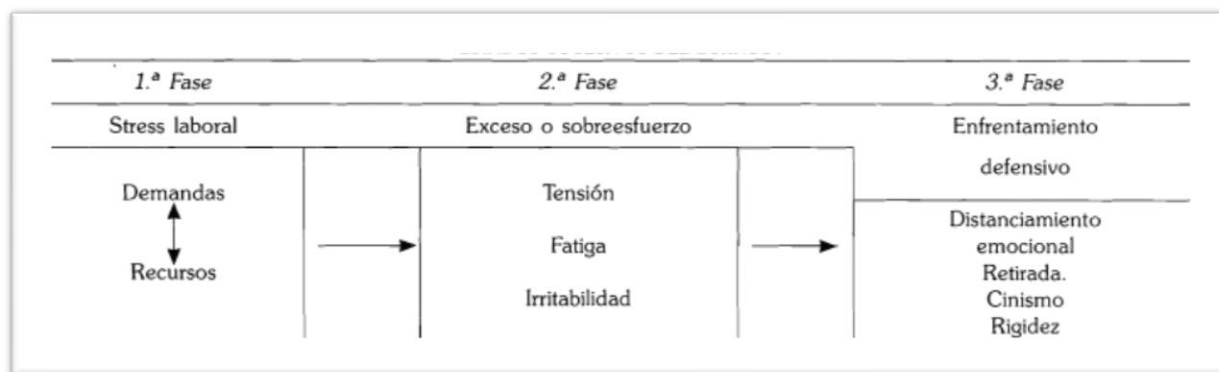 1.ª Fase 2.ª Fase 3.ª Fase
Stress laboral Exceso o sobreesfuerzo Enfrentamiento
defensivo
Demandas Tensión Distanciamiento
emocional
Recursos Fatiga Retirada.
Irritabilidad Cinismo
Rigidez